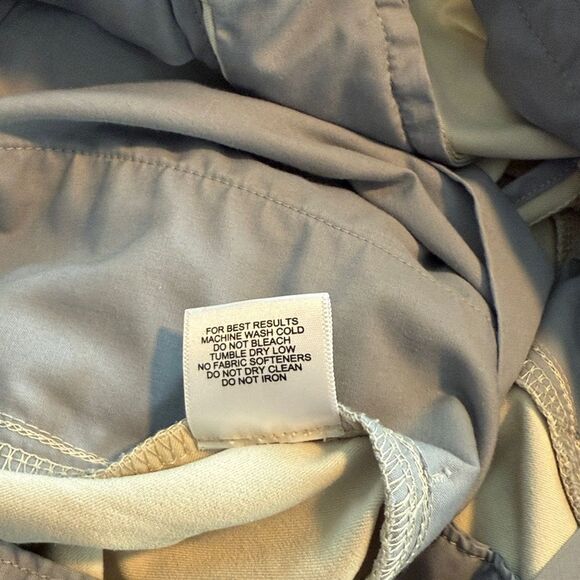 FOR BEST RESULTS
MACHINE WASH COLD
DO NOT BLEACH
TUMBLE DRY LOW
NO FABRIC SOFTENERS
DO NOT DRY CLEAN
DO NOT IRON